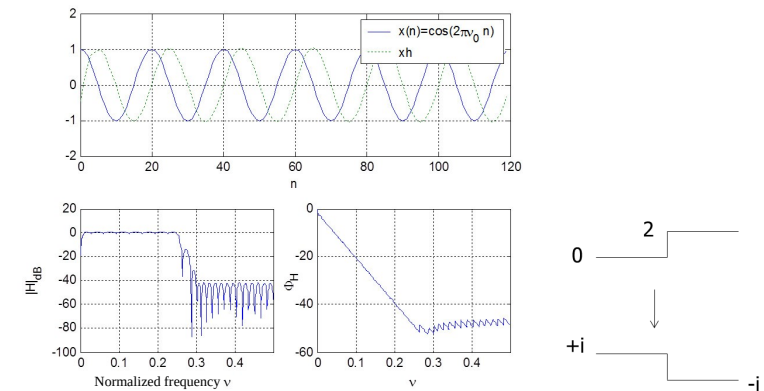 2
1
0
-1
-2
x(n)=cos(2πν₀ n)
xh
0 20 40 60 80 100 120
n
20
0
-20
-40
-60
-80
-100
|H|dB
0 0.1 0.2 0.3 0.4
Normalized frequency ν
0
-20
-40
-60
ΦH
0 0.1 0.2 0.3 0.4
ν
2
0
+i
-i